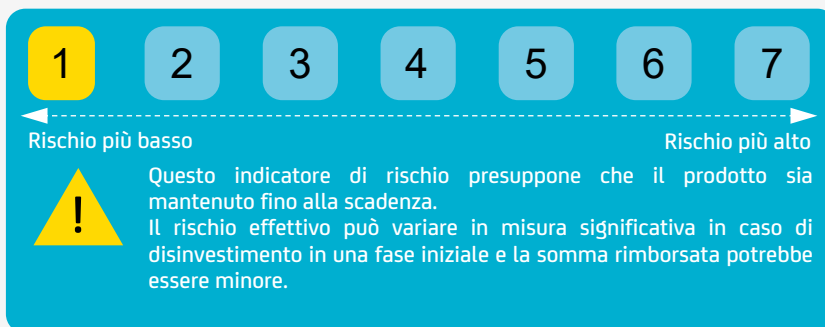 1 2 3 4 5 6 7
Rischio più basso Rischio più alto
Questo indicatore di rischio presuppone che il prodotto sia
mantenuto fino alla scadenza.
Il rischio effettivo può variare in misura significativa in caso di
disinvestimento in una fase iniziale e la somma rimborsata potrebbe
essere minore.
!